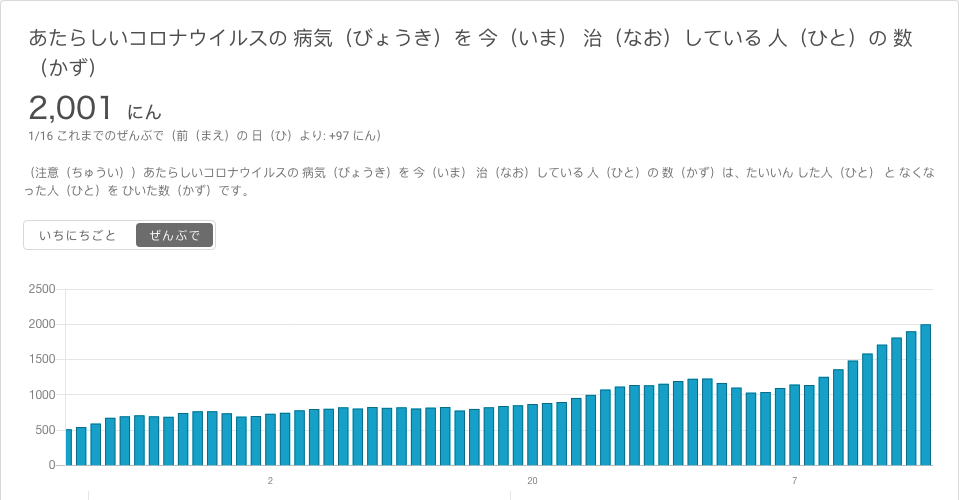 あたらしいコロナウイルスの 病気（びょうき）を 今（いま） 治（なお）している 人（ひと）の 数
（かず）
2,001 にん
1/16 これまでのぜんぶで（前（まえ）の 日（ひ）より: +97 にん）
（注意（ちゅうい））あたらしいコロナウイルスの 病気（びょうき）を 今（いま） 治（なお）している 人（ひと）の 数（かず）は、たいいん した人（ひと） と なくな
った人（ひと）を ひいた数（かず）です。
いちにちごと ぜんぶで
2500
2000
1500
1000
500
0
2 20 7